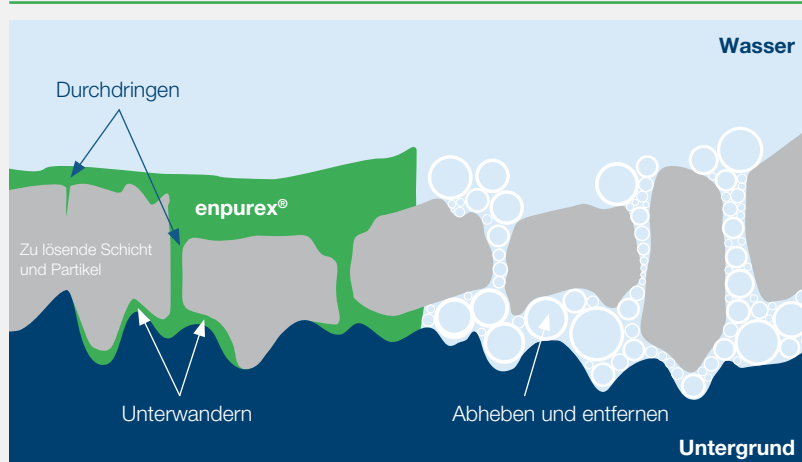 Wasser
Durchdringen
enpurex®
Zu lösende Schicht
und Partikel
Unterwandern
Abheben und entfernen
Untergrund